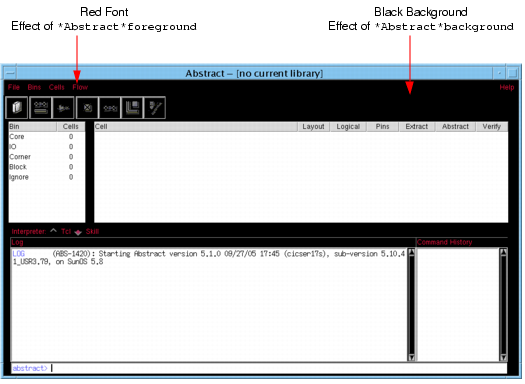 Red Font
Effect of *Abstract*foreground
Black Background
Effect of *Abstract*background
Abstract – [no current library]
File Bins Cells Flow Help
Bin Cells
Core 0
IO 0
Corner 0
Block 0
Ignore 0
Cell Layout Logical Pins Extract Abstract Verify
Interpreter Tcl Skill
Log
Command History
LOG (ABS-1420): Starting Abstract version 5.1.0 09/27/05 17:45 (cicser17s), sub-version 5.10.4
1_USR3.79, on SunOS 5.8
abstract>